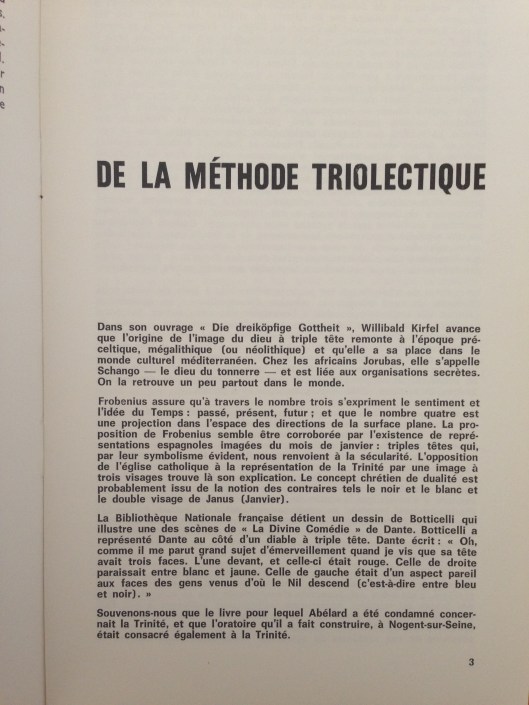 DE LA MÉTHODE TRIOLECTIQUE
Dans son ouvrage « Die dreiköpfige Gottheit », Willibald Kirfel avance
que l'origine de l'image du dieu à triple tête remonte à l'époque pré-
celtique, mégalithique (ou néolithique) et qu'elle a sa place dans le
monde culturel méditerranéen. Chez les africains Jorubas, elle s'appelle
Schango — le dieu du tonnerre — et est liée aux organisations secrètes.
On la retrouve un peu partout dans le monde.
Frobenius assure qu'à travers le nombre trois s'expriment le sentiment et
l'idée du Temps : passé, présent, futur ; et que le nombre quatre est
une projection dans l'espace des directions de la surface plane. La pro-
position de Frobenius semble être corroborée par l'existence de repré-
sentations espagnoles imagées du mois de janvier : triples têtes qui,
par leur symbolisme évident, nous renvoient à la sécularité. L'opposition
de l'église catholique à la représentation de la Trinité par une image à
trois visages trouve là son explication. Le concept chrétien de dualité est
probablement issu de la notion des contraires tels le noir et le blanc et
le double visage de Janus (Janvier).
La Bibliothèque Nationale française détient un dessin de Botticelli qui
illustre une des scènes de « La Divine Comédie » de Dante. Botticelli a
représenté Dante au côté d'un diable à triple tête. Dante écrit : « Oh,
comme il me parut grand sujet d'émerveillement quand je vis que sa tête
avait trois faces. L'une devant, et celle-ci était rouge. Celle de droite
paraissait entre blanc et jaune. Celle de gauche était d'un aspect pareil
aux faces des gens venant d'où le Nil descend (c'est-à-dire entre bleu
et noir). »
Souvenons-nous que le livre pour lequel Abélard a été condamné concer-
nait la Trinité, et que l'oratoire qu'il a fait construire, à Nogent-sur-Seine,
était consacré également à la Trinité.
3